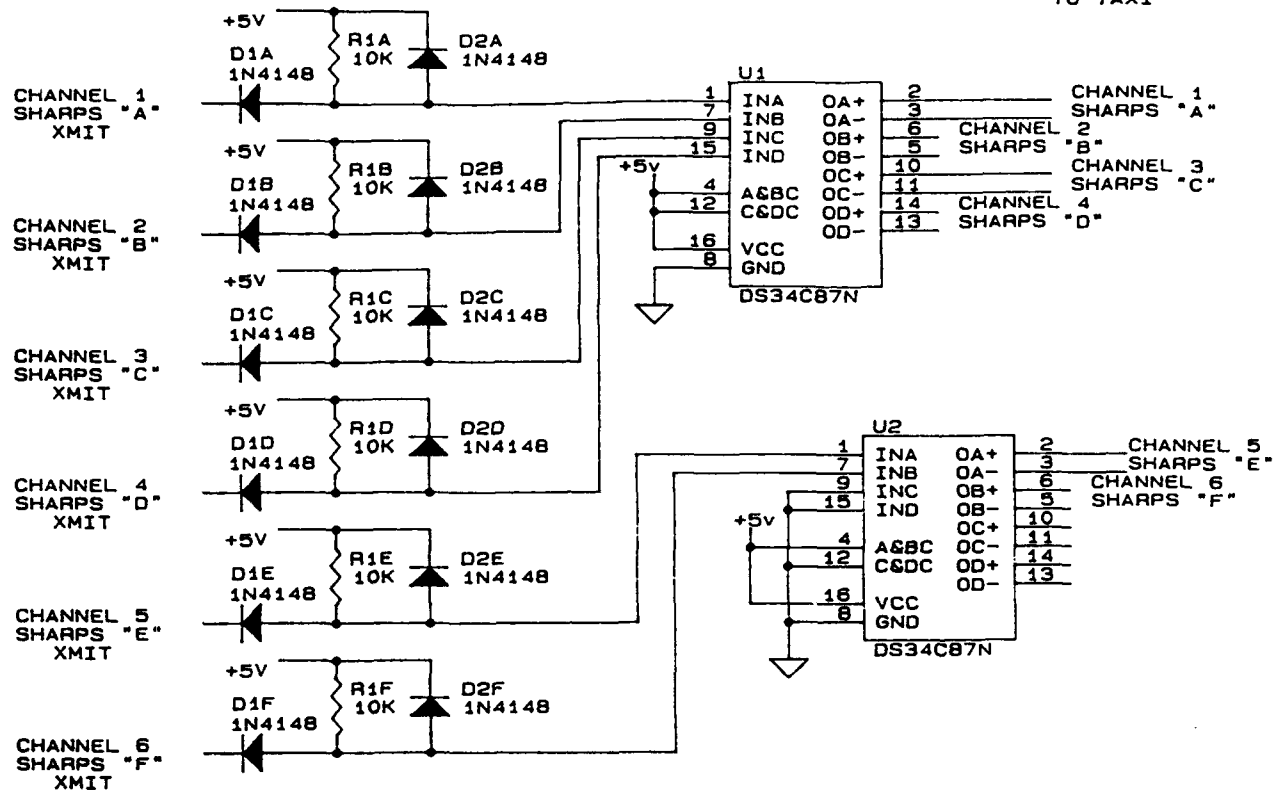 TO TAXI
+5V
R1A
10K
D2A
1N4148
D1A
1N4148
CHANNEL 1
SHARPS "A"
XMIT
+5V
R1B
10K
D2B
1N4148
D1B
1N4148
CHANNEL 2
SHARPS "B"
XMIT
+5V
R1C
10K
D2C
1N4148
D1C
1N4148
CHANNEL 3
SHARPS "C"
XMIT
+5V
R1D
10K
D2D
1N4148
D1D
1N4148
CHANNEL 4
SHARPS "D"
XMIT
+5V
R1E
10K
D2E
1N4148
D1E
1N4148
CHANNEL 5
SHARPS "E"
XMIT
+5V
R1F
10K
D2F
1N4148
D1F
1N4148
CHANNEL 6
SHARPS "F"
XMIT
U1
1 INA OA+ 2
7 INB OA- 3
9 INC OB+ 6
15 IND OB- 5
OC+ 10
4 A&BC OC- 11
12 C&DC OD+ 14
OD- 13
16 VCC
8 GND
+5v
DS34C87N
CHANNEL 1
SHARPS "A"
CHANNEL 2
SHARPS "B"
CHANNEL 3
SHARPS "C"
CHANNEL 4
SHARPS "D"
U2
1 INA OA+ 2
7 INB OA- 3
9 INC OB+ 6
15 IND OB- 5
OC+ 10
4 A&BC OC- 11
12 C&DC OD+ 14
OD- 13
16 VCC
8 GND
+5v
DS34C87N
CHANNEL 5
SHARPS "E"
CHANNEL 6
SHARPS "F"